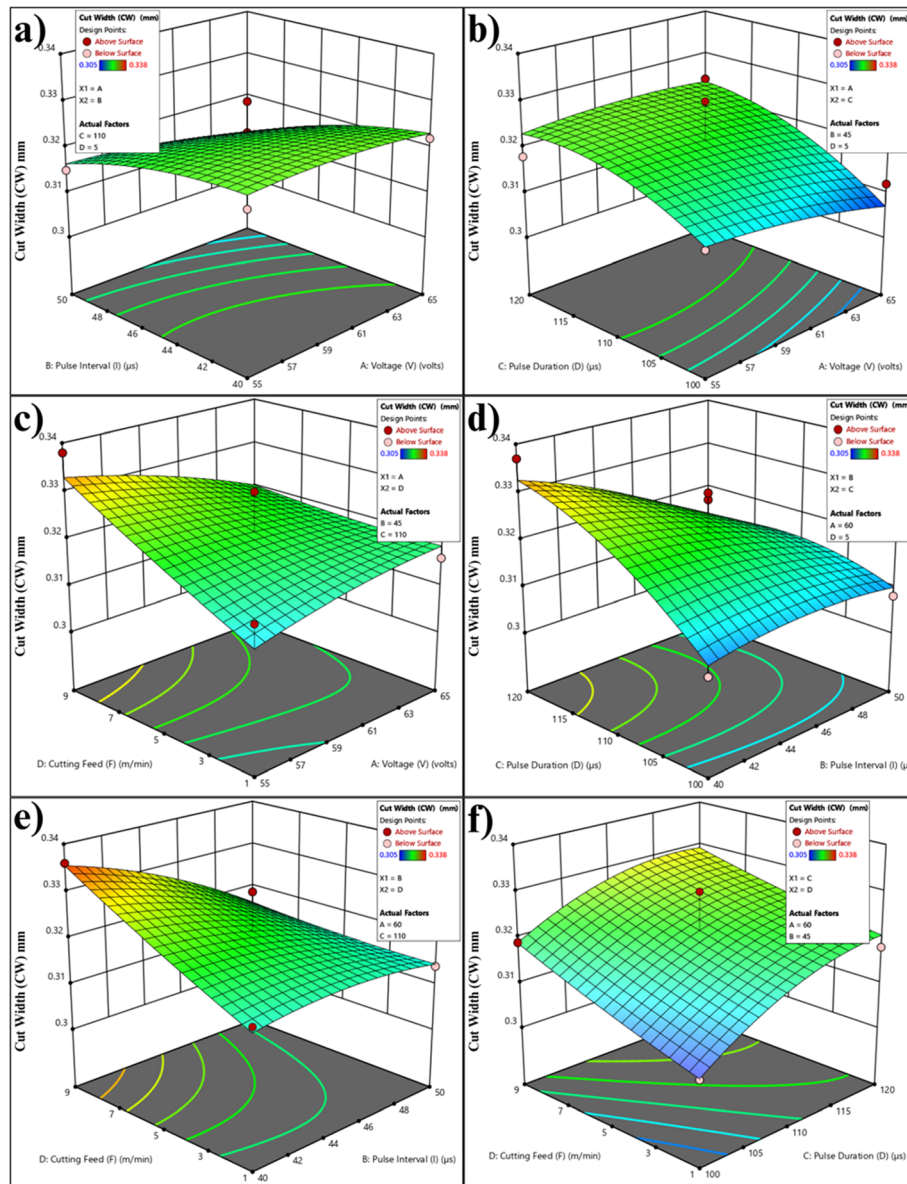 a)
Cut Width (CW) (mm)
Design Points:
Above Surface
Below Surface
0.305 0.338
X1 = A
X2 = B
Actual Factors
C = 110
D = 5
0.34
0.33
0.32
0.31
0.3
Cut Width (CW) mm
50
48
46
44
42
40
B: Pulse Interval (I) (µs)
55
57
59
61
63
65
A: Voltage (V) (volts)
b)
Cut Width (CW) (mm)
Design Points:
Above Surface
Below Surface
0.305 0.338
X1 = A
X2 = C
Actual Factors
B = 45
D = 5
0.34
0.33
0.32
0.31
0.3
Cut Width (CW) mm
120
115
110
105
100
C: Pulse Duration (D) (µs)
55
57
59
61
63
65
A: Voltage (V) (volts)
c)
Cut Width (CW) (mm)
Design Points:
Above Surface
Below Surface
0.305 0.338
X1 = A
X2 = D
Actual Factors
B = 45
C = 110
0.34
0.33
0.32
0.31
0.3
Cut Width (CW) mm
9
7
5
3
1
D: Cutting Feed (F) (m/min)
55
57
59
61
63
65
A: Voltage (V) (volts)
d)
Cut Width (CW) (mm)
Design Points:
Above Surface
Below Surface
0.305 0.338
X1 = B
X2 = C
Actual Factors
A = 60
D = 5
0.34
0.33
0.32
0.31
0.3
Cut Width (CW) mm
120
115
110
105
100
C: Pulse Duration (D) (µs)
40
42
44
46
48
50
B: Pulse Interval (I) (µs)
e)
Cut Width (CW) (mm)
Design Points:
Above Surface
Below Surface
0.305 0.338
X1 = B
X2 = D
Actual Factors
A = 60
C = 110
0.34
0.33
0.32
0.31
0.3
Cut Width (CW) mm
9
7
5
3
1
D: Cutting Feed (F) (m/min)
40
42
44
46
48
50
B: Pulse Interval (I) (µs)
f)
Cut Width (CW) (mm)
Design Points:
Above Surface
Below Surface
0.305 0.338
X1 = C
X2 = D
Actual Factors
A = 60
B = 45
0.34
0.33
0.32
0.31
0.3
Cut Width (CW) mm
9
7
5
3
1
D: Cutting Feed (F) (m/min)
100
105
110
115
120
C: Pulse Duration (D) (µs)